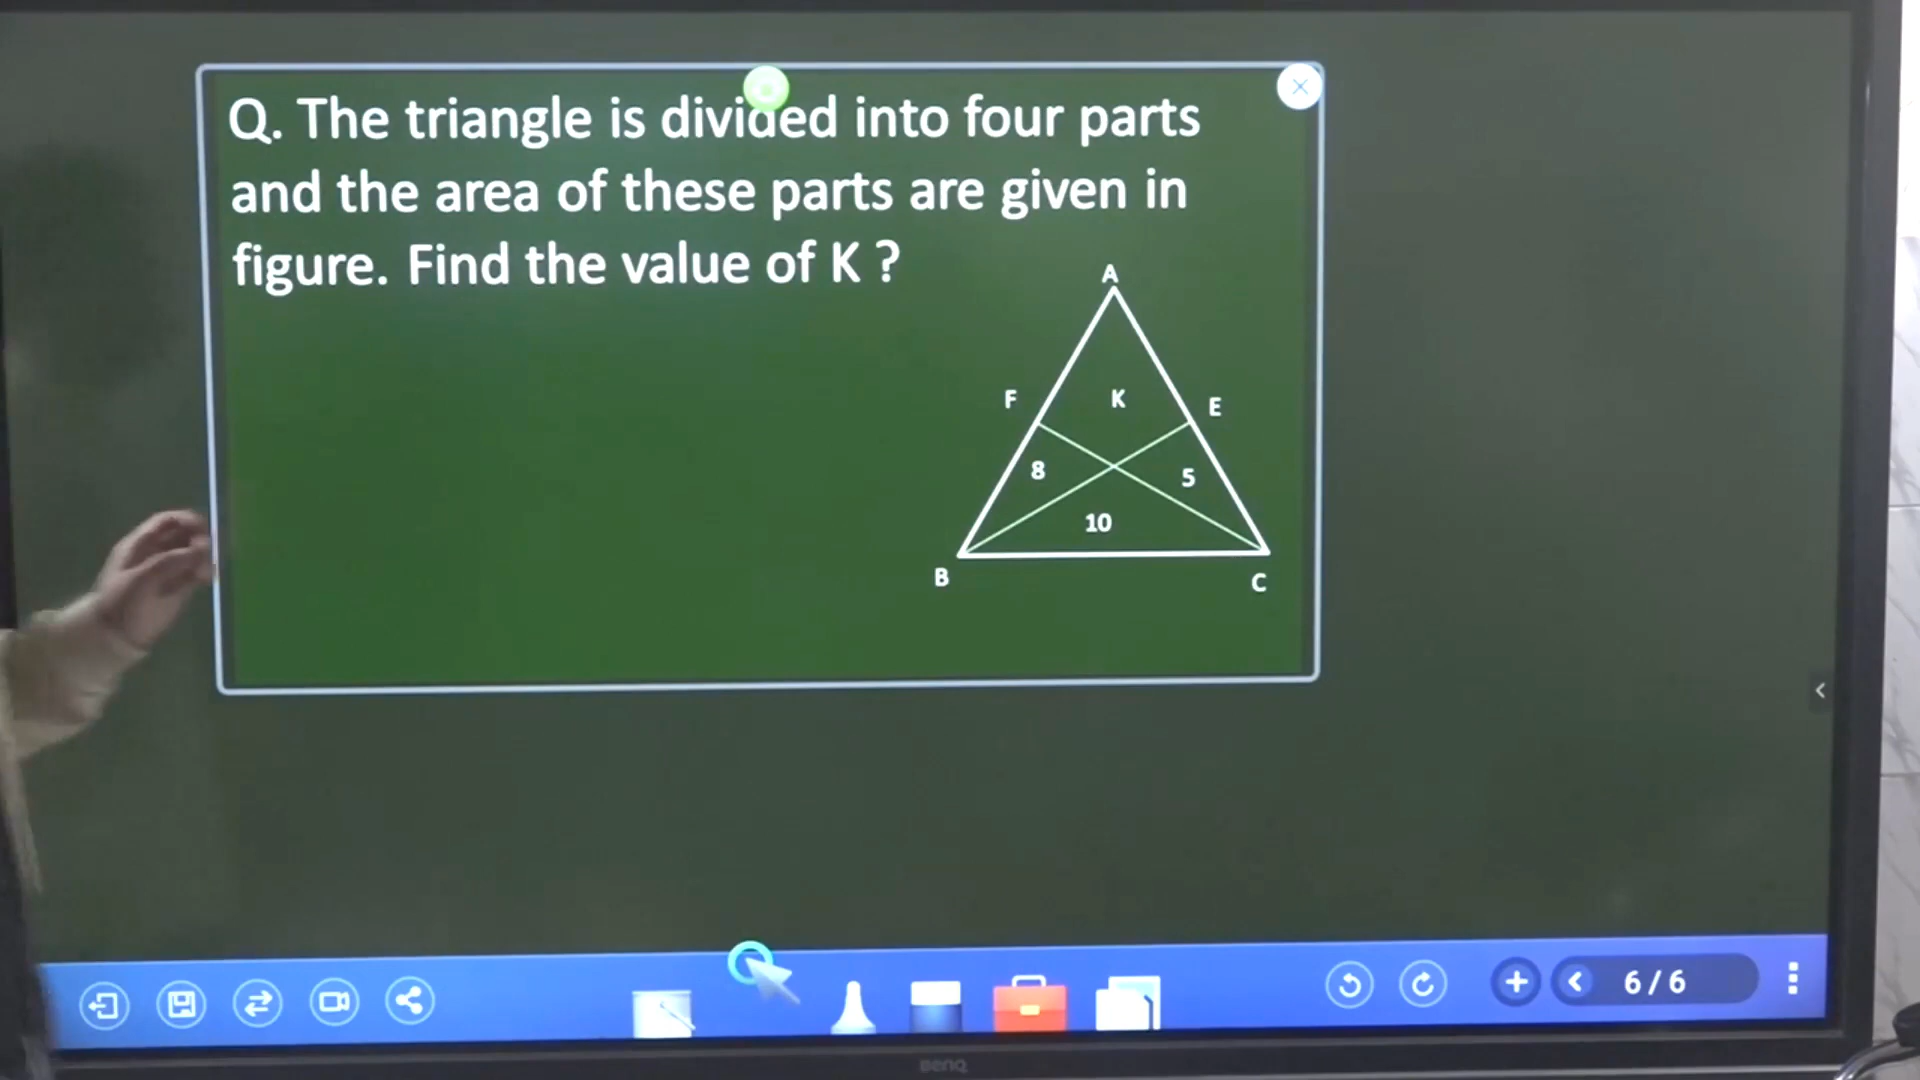 Q. The triangle is divided into four parts
and the area of these parts are given in
figure. Find the value of K ?
A
F
K
E
8
5
10
B
C
6 / 6
BenQ